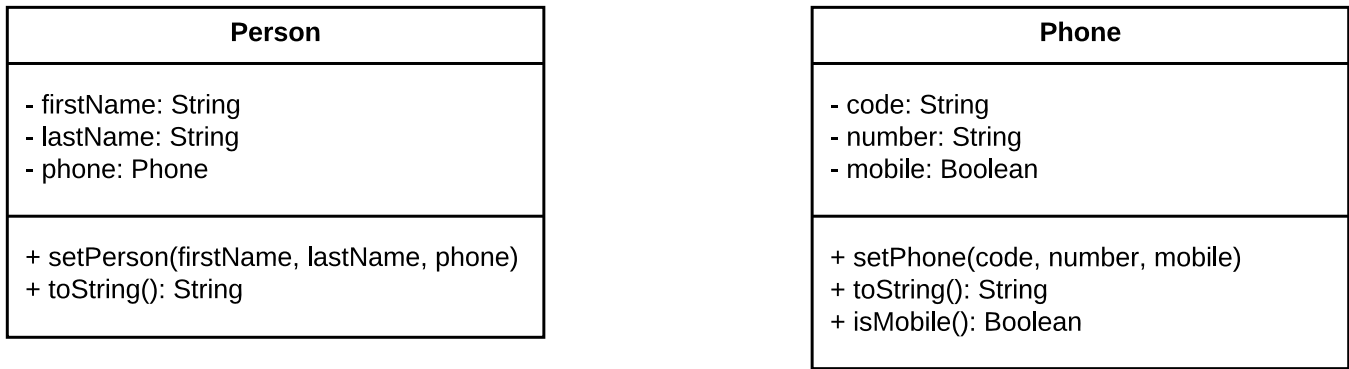 Person
- firstName: String
- lastName: String
- phone: Phone
+ setPerson(firstName, lastName, phone)
+ toString(): String
Phone
- code: String
- number: String
- mobile: Boolean
+ setPhone(code, number, mobile)
+ toString(): String
+ isMobile(): Boolean